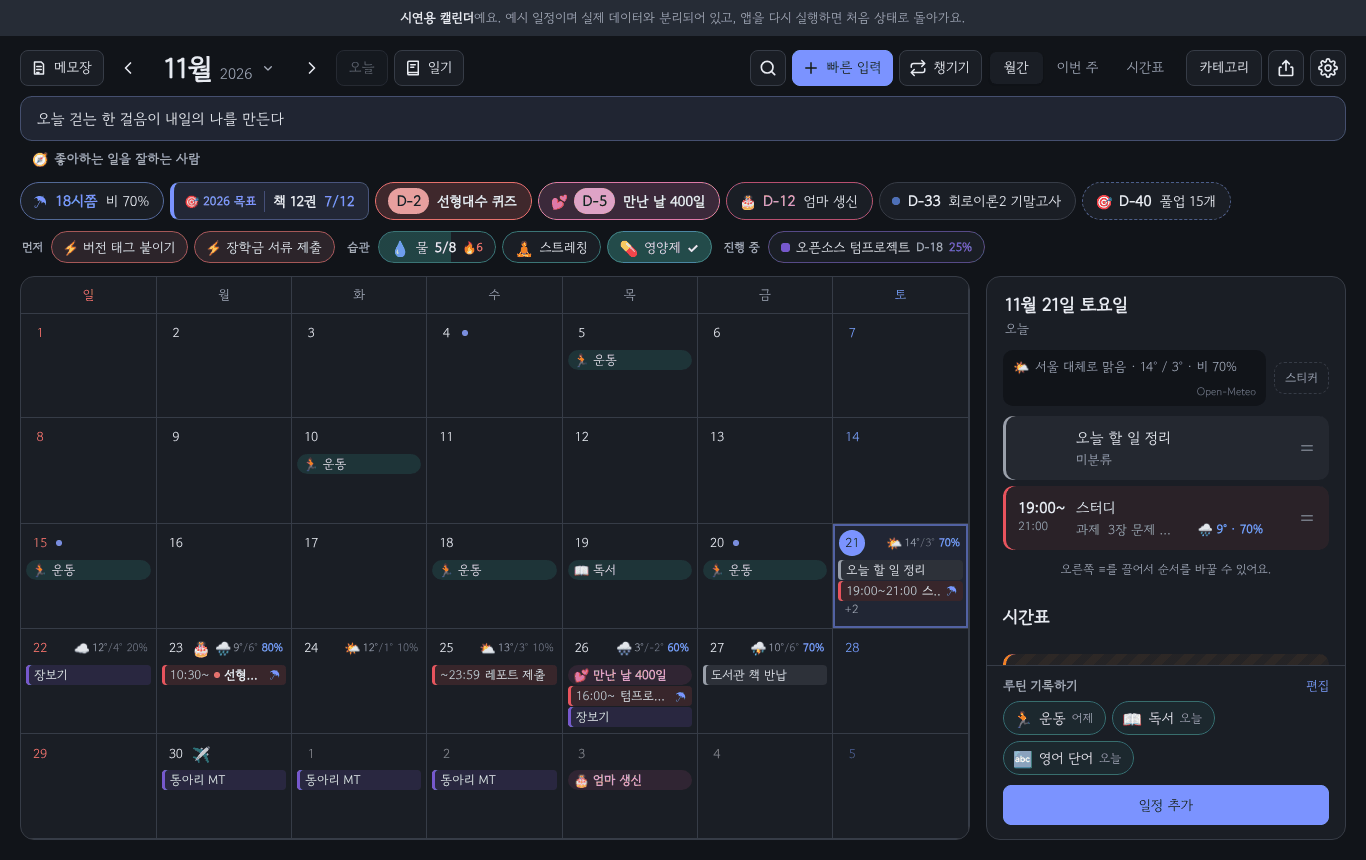 시연용 캘린더예요. 예시 일정이며 실제 데이터와 분리되어 있고, 앱을 다시 실행하면 처음 상태로 돌아가요.
메모장 11월 2026 오늘 일기 빠른 입력 챙기기 월간 이번 주 시간표 카테고리
오늘 걷는 한 걸음이 내일의 나를 만든다
좋아하는 일을 잘하는 사람
18시쯤 비 70% 2026 목표 책 12권 7/12 D-2 선형대수 퀴즈 D-5 만난 날 400일 D-12 엄마 생신 D-33 회로이론2 기말고사 D-40 풀업 15개
먼저 버전 태그 붙이기 장학금 서류 제출 습관 물 5/8 6 스트레칭 영양제 진행 중 오픈소스 텀프로젝트 D-18 25%
일 월 화 수 목 금 토
1 2 3 4 5 6 7
운동
8 9 10 11 12 13 14
운동
15 16 17 18 19 20 21 14°/3° 70%
운동 운동 독서 운동 오늘 할 일 정리
19:00~21:00 스..
+2
22 12°/4° 20% 23 9°/6° 80% 24 12°/1° 10% 25 13°/3° 10% 26 3°/-2° 60% 27 10°/6° 70% 28
장보기 10:30~ 선형... ~23:59 레포트 제출 만난 날 400일 도서관 책 반납
16:00~ 텀프로...
장보기
29 30 1 2 3 4 5
동아리 MT 동아리 MT 동아리 MT 엄마 생신
11월 21일 토요일
오늘
서울 대체로 맑음 · 14° / 3° · 비 70%
Open-Meteo
스티커
오늘 할 일 정리
미분류
19:00~ 스터디
21:00 과제 3장 문제 ... 9° · 70%
오른쪽 =를 끌어서 순서를 바꿀 수 있어요.
시간표
루틴 기록하기 편집
운동 어제 독서 오늘
abc 영어 단어 오늘
일정 추가